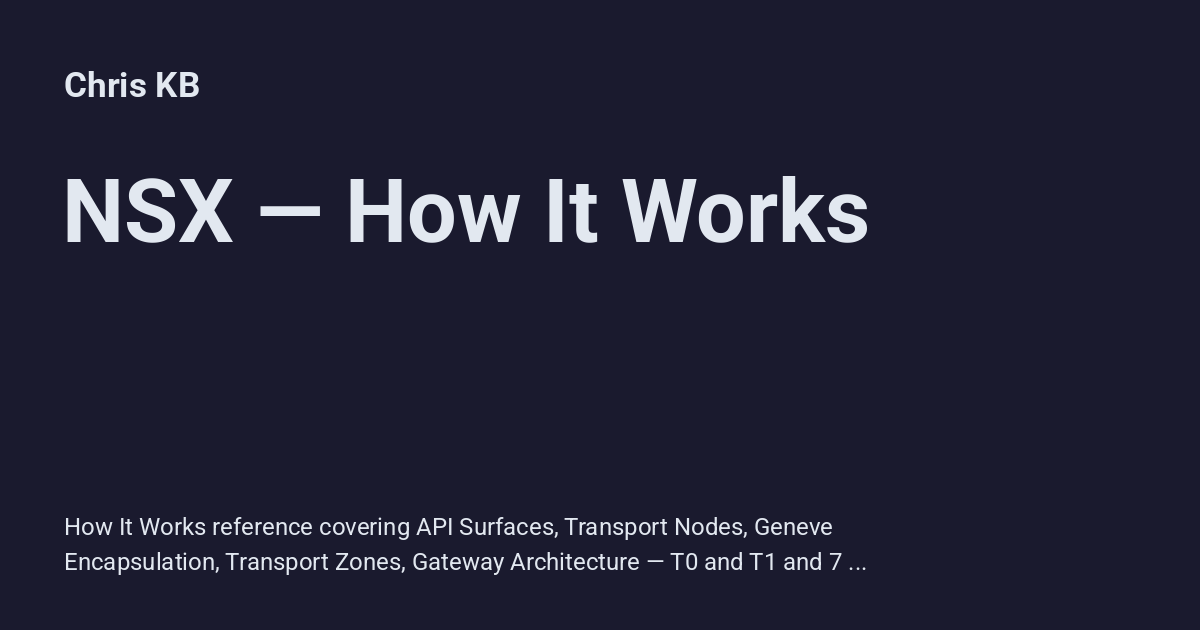 Chris KB
NSX — How It Works
How It Works reference covering API Surfaces, Transport Nodes, Geneve
Encapsulation, Transport Zones, Gateway Architecture — T0 and T1 and 7 ...